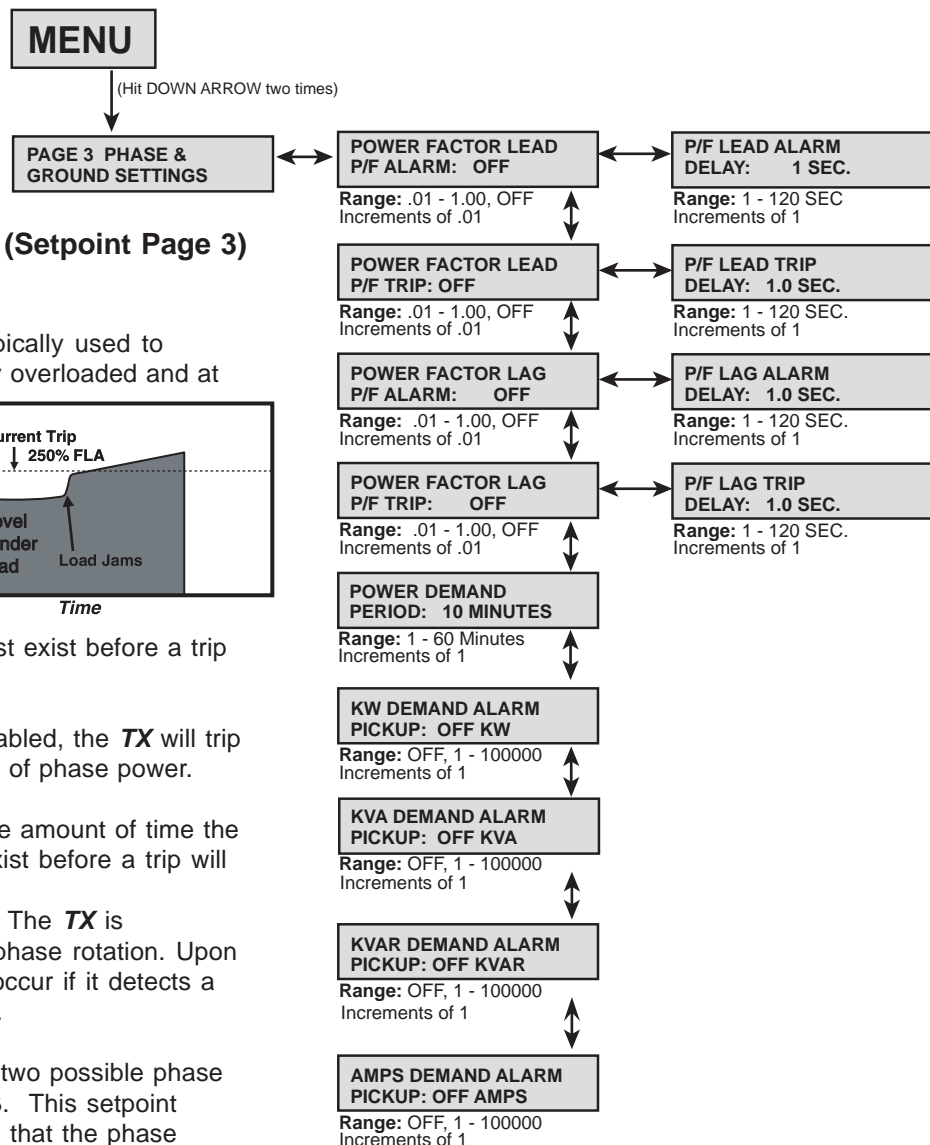 MENU
(Hit DOWN ARROW two times)
PAGE 3 PHASE &
GROUND SETTINGS
POWER FACTOR LEAD
P/F ALARM: OFF
Range: .01 - 1.00, OFF
Increments of .01
P/F LEAD ALARM
DELAY: 1 SEC.
Range: 1 - 120 SEC
Increments of 1
POWER FACTOR LEAD
P/F TRIP: OFF
Range: .01 - 1.00, OFF
Increments of .01
P/F LEAD TRIP
DELAY: 1.0 SEC.
Range: 1 - 120 SEC.
Increments of 1
POWER FACTOR LAG
P/F ALARM: OFF
Range: .01 - 1.00, OFF
Increments of .01
P/F LAG ALARM
DELAY: 1.0 SEC.
Range: 1 - 120 SEC.
Increments of 1
POWER FACTOR LAG
P/F TRIP: OFF
Range: .01 - 1.00, OFF
Increments of .01
P/F LAG TRIP
DELAY: 1.0 SEC.
Range: 1 - 120 SEC.
Increments of 1
POWER DEMAND
PERIOD: 10 MINUTES
Range: 1 - 60 Minutes
Increments of 1
KW DEMAND ALARM
PICKUP: OFF KW
Range: OFF, 1 - 100000
Increments of 1
KVA DEMAND ALARM
PICKUP: OFF KVA
Range: OFF, 1 - 100000
Increments of 1
KVAR DEMAND ALARM
PICKUP: OFF KVAR
Range: OFF, 1 - 100000
Increments of 1
AMPS DEMAND ALARM
PICKUP: OFF AMPS
Range: OFF, 1 - 100000
Increments of 1
(Setpoint Page 3)
used to
overloaded and at
Trip
250% FLA
Load Jams
Time
exist before a trip
the TX will trip
of phase power.
amount of time the
before a trip will
The TX is
phase rotation. Upon
occur if it detects a
two possible phase
This setpoint
that the phase